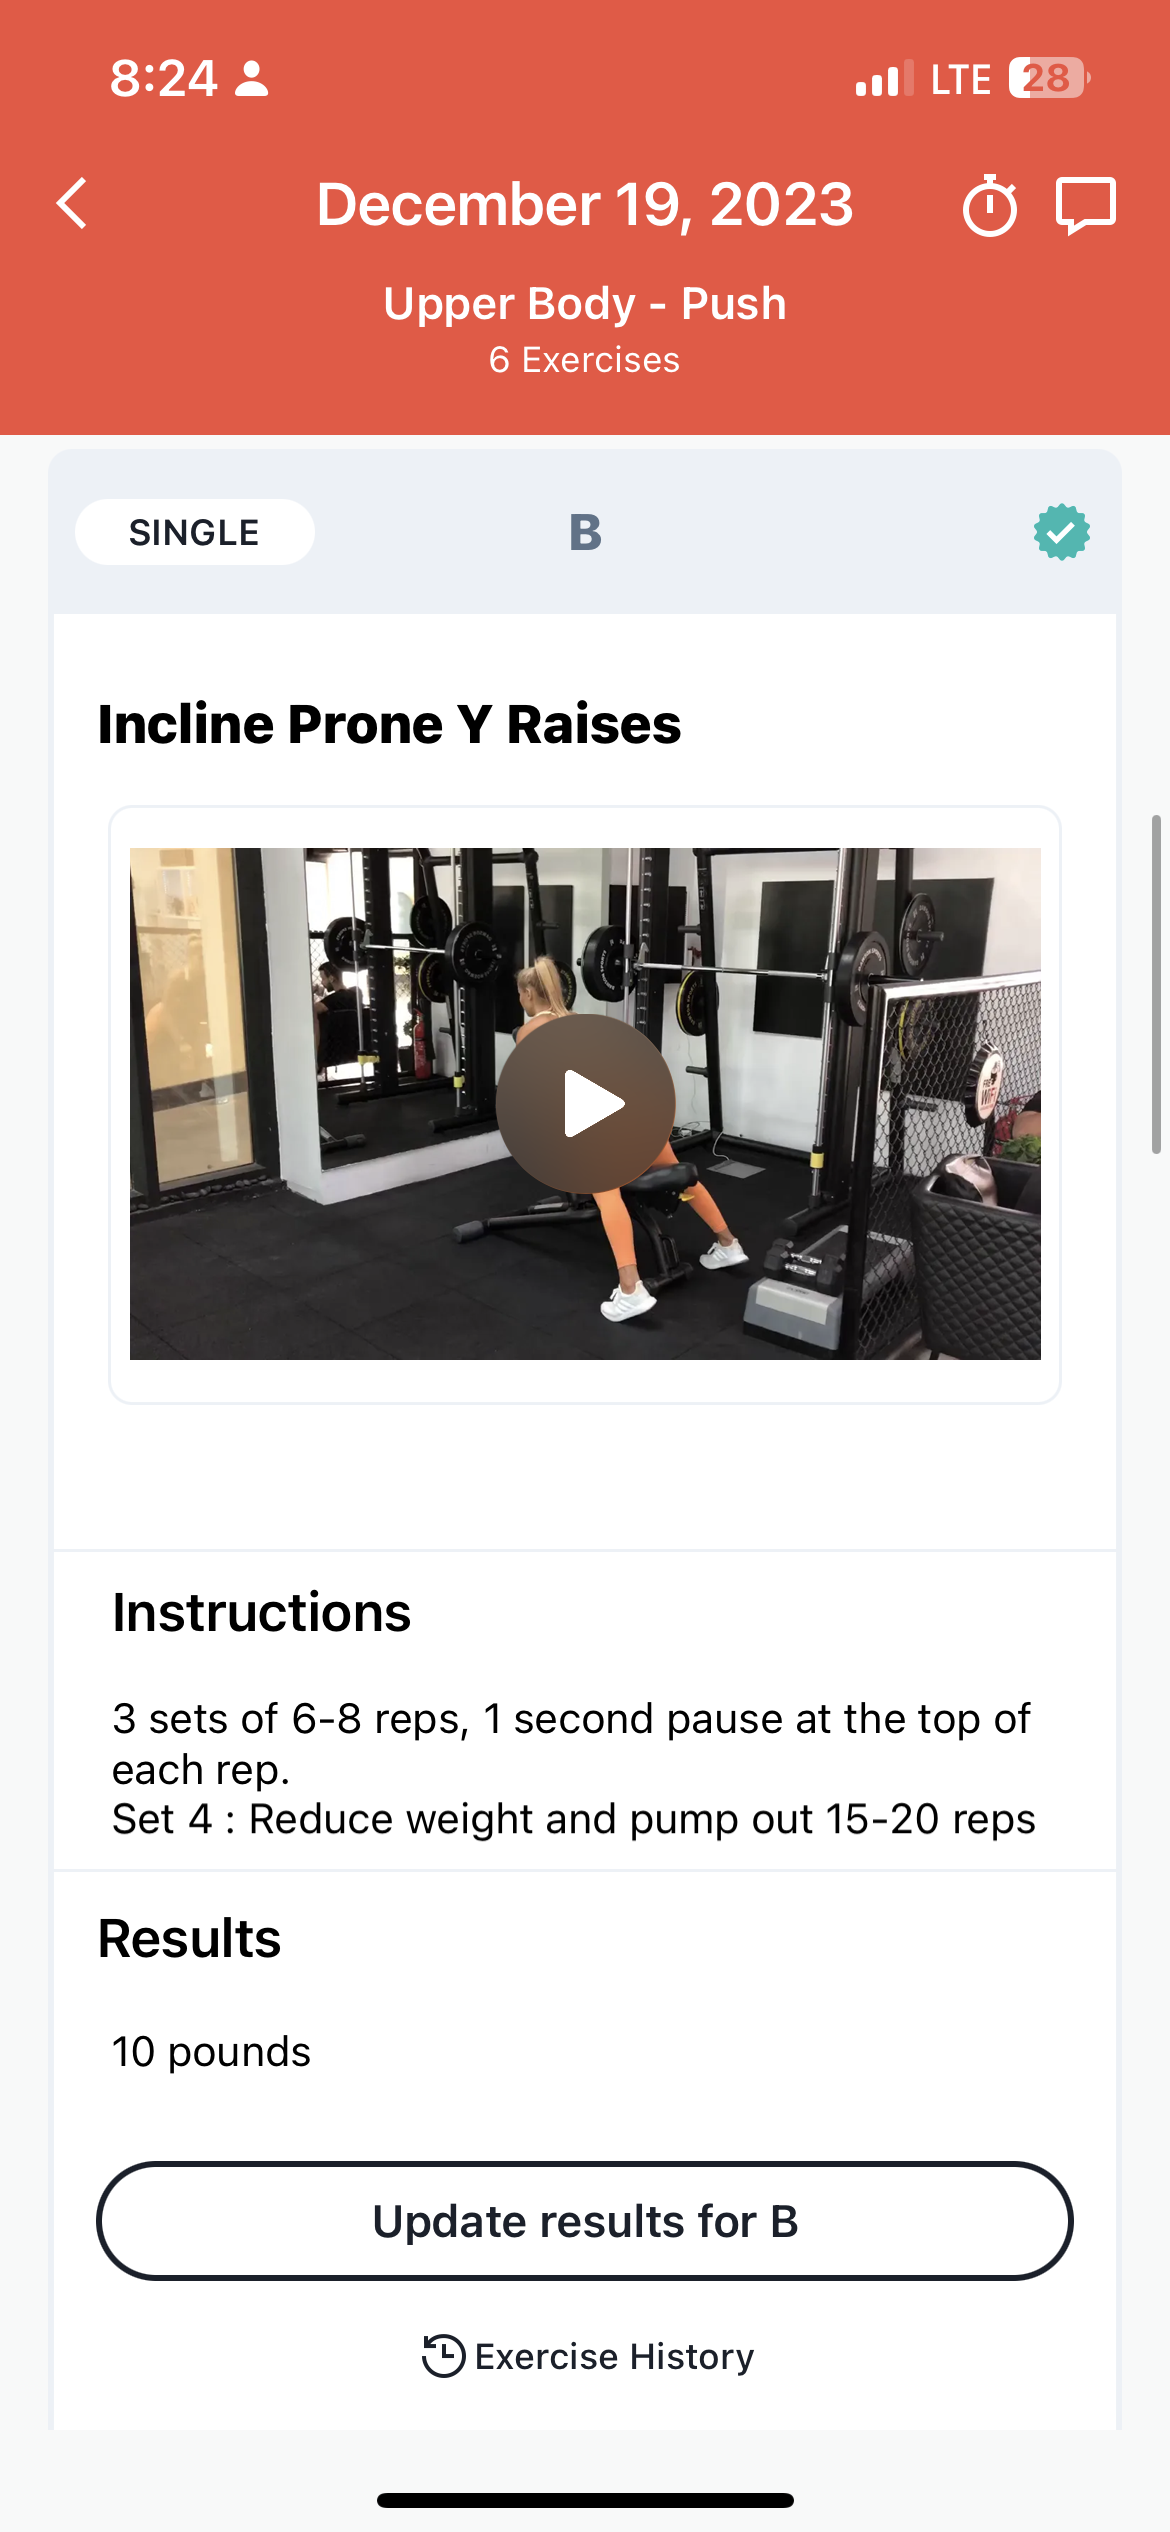 8:24
LTE 28
December 19, 2023
Upper Body - Push
6 Exercises
SINGLE
B
Incline Prone Y Raises
Instructions
3 sets of 6-8 reps, 1 second pause at the top of
each rep.
Set 4 : Reduce weight and pump out 15-20 reps
Results
10 pounds
Update results for B
Exercise History